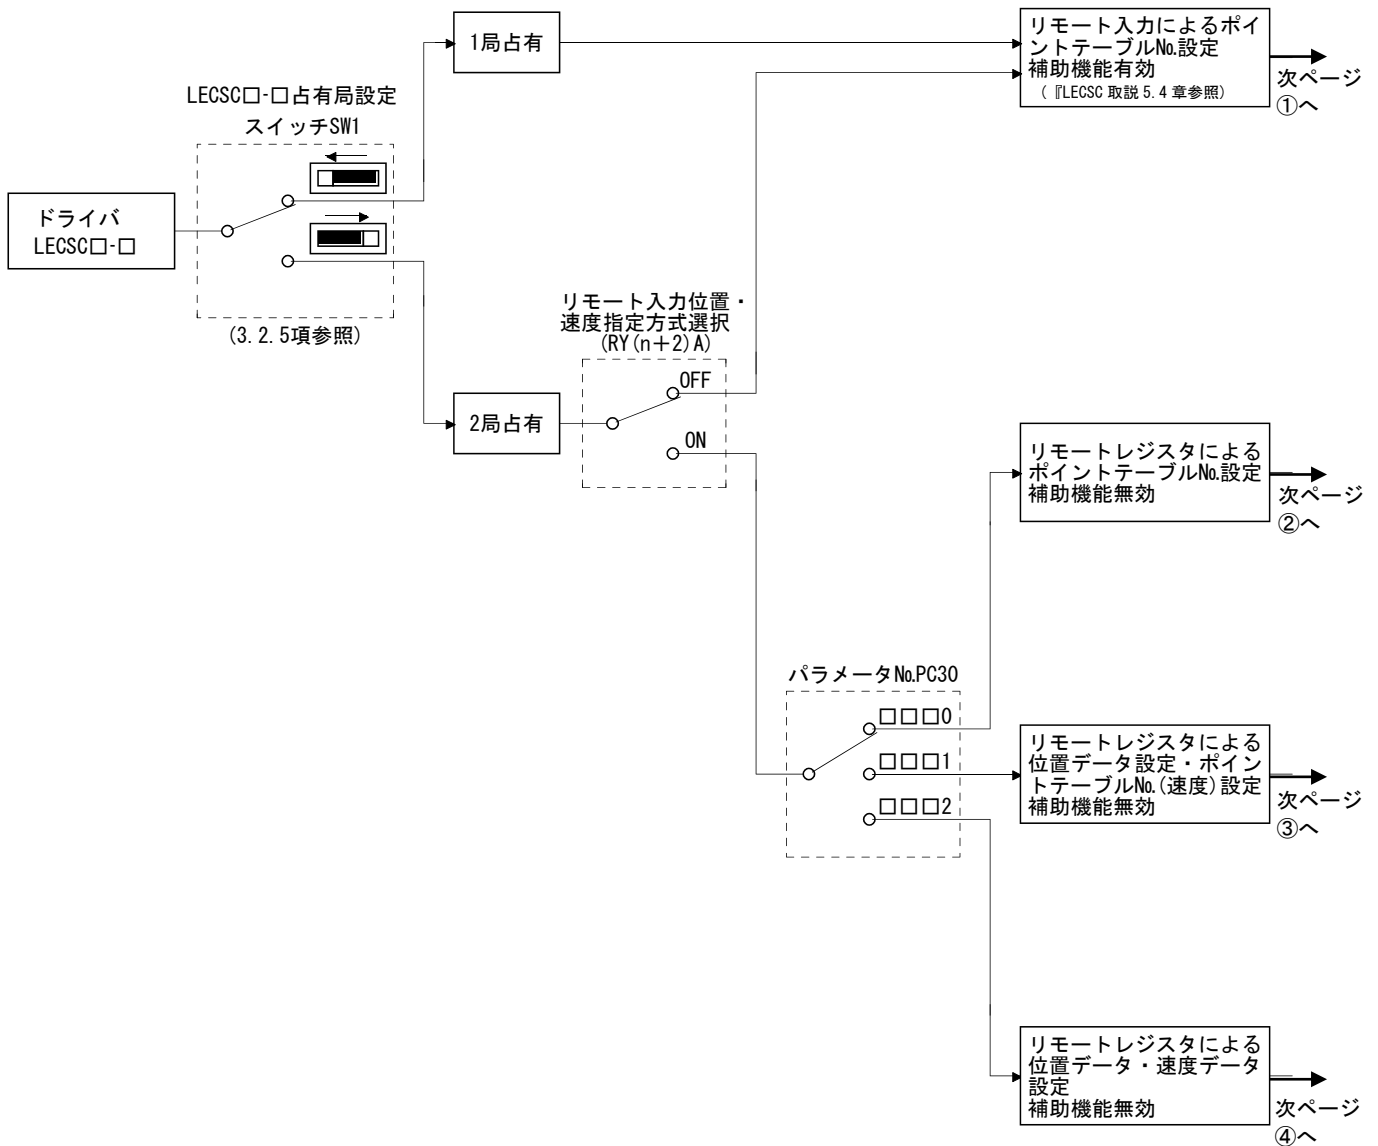 1局占有
リモート入力によるポイ
ントテーブル№設定
補助機能有効
(『LECSC 取説 5.4 章参照)
次ページ
①へ
LECSC□-□占有局設定
スイッチSW1
ドライバ
LECSC□-□
(3.2.5項参照)
リモート入力位置・
速度指定方式選択
(RY(n+2)A)
OFF
2局占有
ON
リモートレジスタによる
ポイントテーブル№設定
補助機能無効
次ページ
②へ
パラメータ№PC30
□□□0
□□□1
□□□2
リモートレジスタによる
位置データ設定・ポイン
トテーブル№(速度)設定
補助機能無効
次ページ
③へ
リモートレジスタによる
位置データ・速度データ
設定
補助機能無効
次ページ
④へ